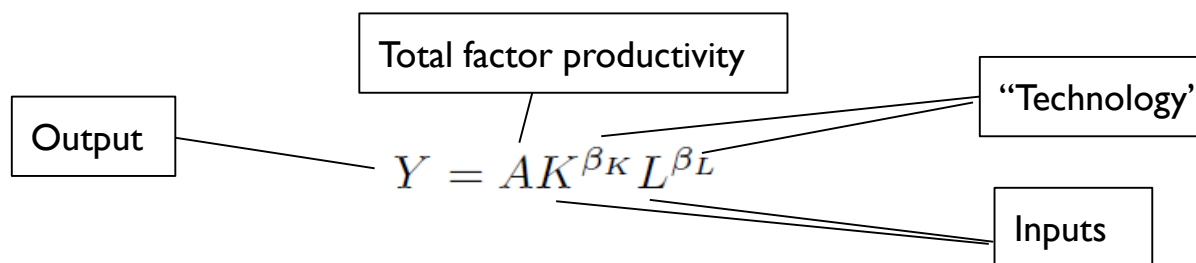 Total factor productivity
“Technology”
Output
Y = AK^{β_K} L^{β_L}
Inputs